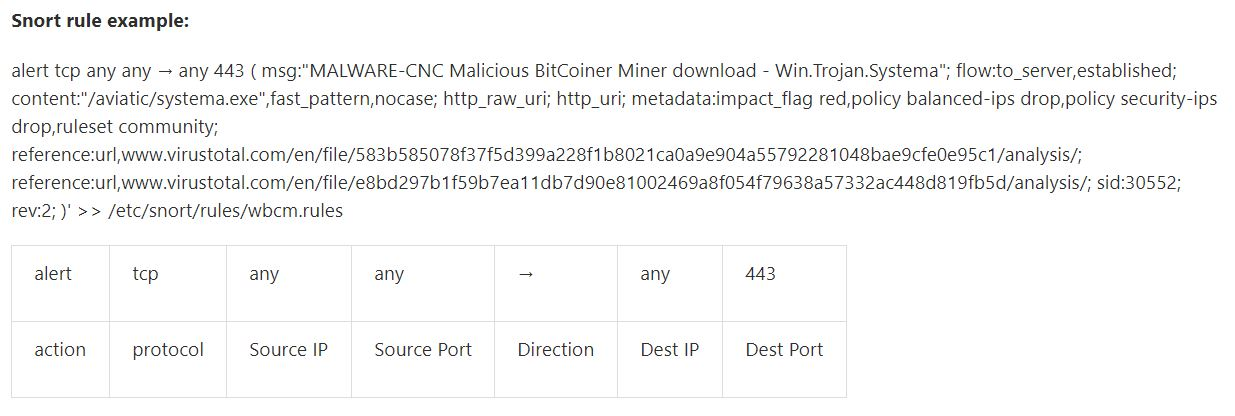 Snort rule example:
alert tcp any any → any 443 ( msg:"MALWARE-CNC Malicious BitCoiner Miner download - Win.Trojan.Systema"; flow:to_server,established;
content:"/aviatic/systema.exe",fast_pattern,nocase; http_raw_uri; http_uri; metadata:impact_flag red,policy balanced-ips drop,policy security-ips
drop,ruleset community;
reference:url,www.virustotal.com/en/file/583b585078f37f5d399a228f1b8021ca0a9e904a55792281048bae9cfe0e95c1/analysis/;
reference:url,www.virustotal.com/en/file/e8bd297b1f59b7ea11db7d90e81002469a8f054f79638a57332ac448d819fb5d/analysis/; sid:30552;
rev:2; )' >> /etc/snort/rules/wbcm.rules
alert tcp any any → any 443
action protocol Source IP Source Port Direction Dest IP Dest Port